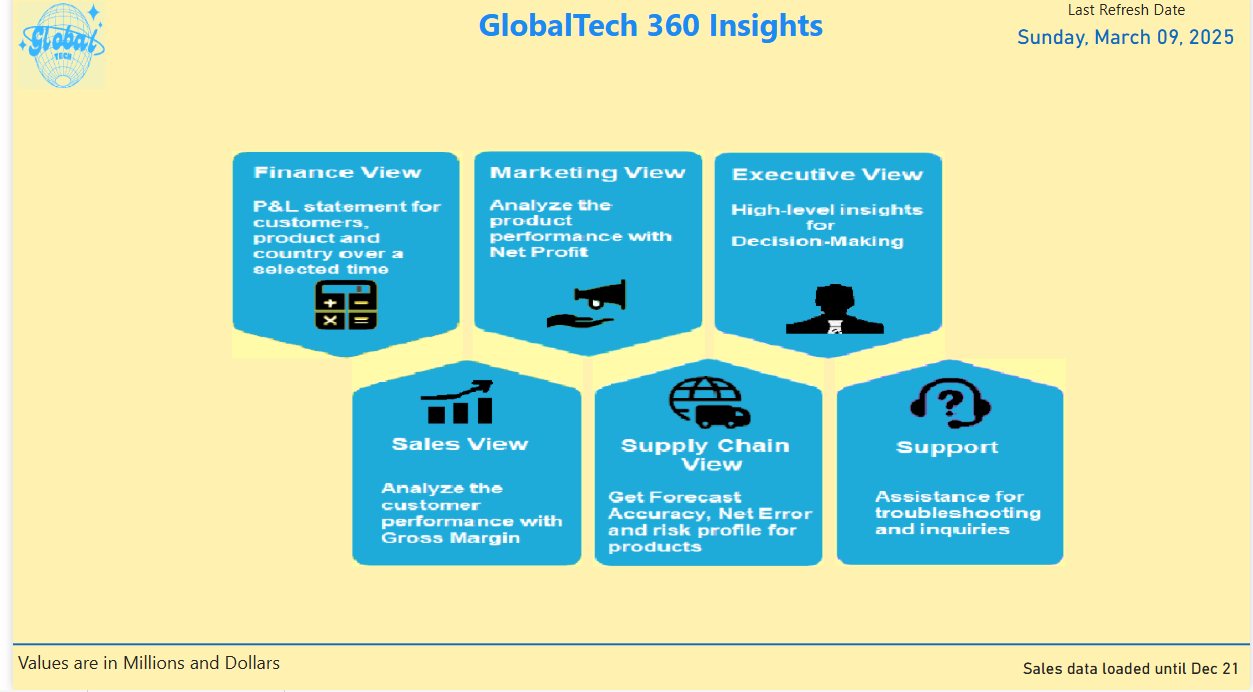 Global
TECH
GlobalTech 360 Insights
Last Refresh Date
Sunday, March 09, 2025
Finance View
P&L statement for
customers,
product and
country over a
selected time
Marketing View
Analyze the
product
performance with
Net Profit
Executive View
High-level insights
for
Decision-Making
Sales View
Analyze the
customer
performance with
Gross Margin
Supply Chain
View
Get Forecast
Accuracy, Net Error
and risk profile for
products
Support
Assistance for
troubleshooting
and inquiries
Values are in Millions and Dollars
Sales data loaded until Dec 21